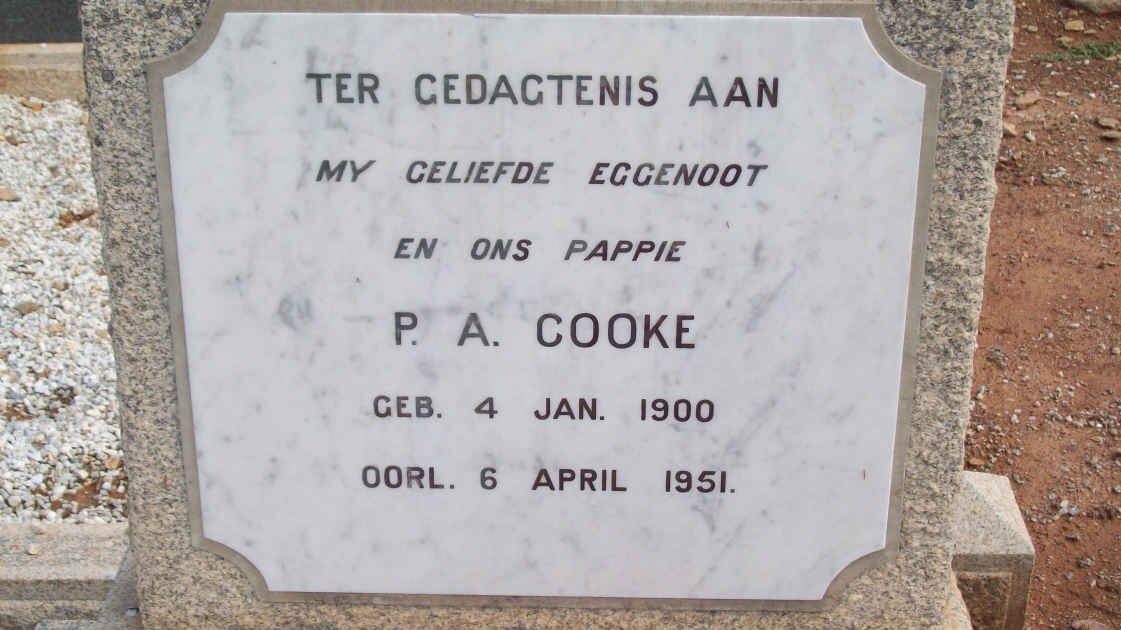 TER GEDAGTENIS AAN
MY GELIEFDE EGGENOOT
EN ONS PAPPIE
P. A. COOKE
GEB. 4 JAN. 1900
OORL. 6 APRIL 1951.